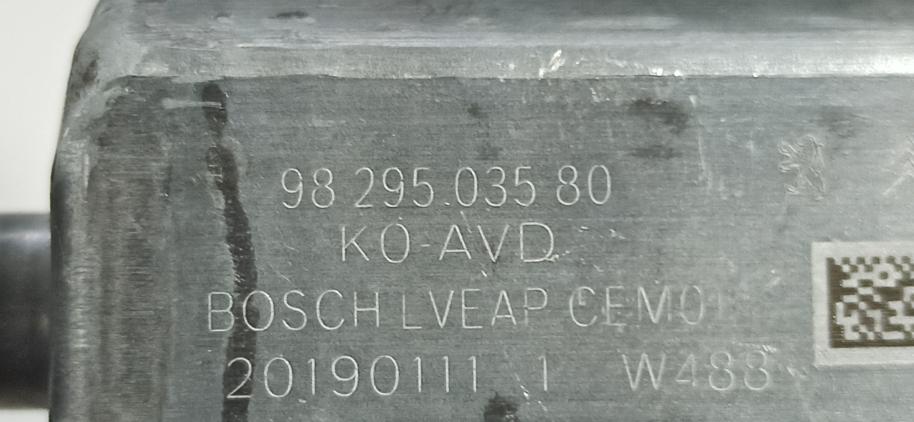 98 295.035 80
KO-AVD
BOSCH LVEAP CEM01
20190111 1 W488